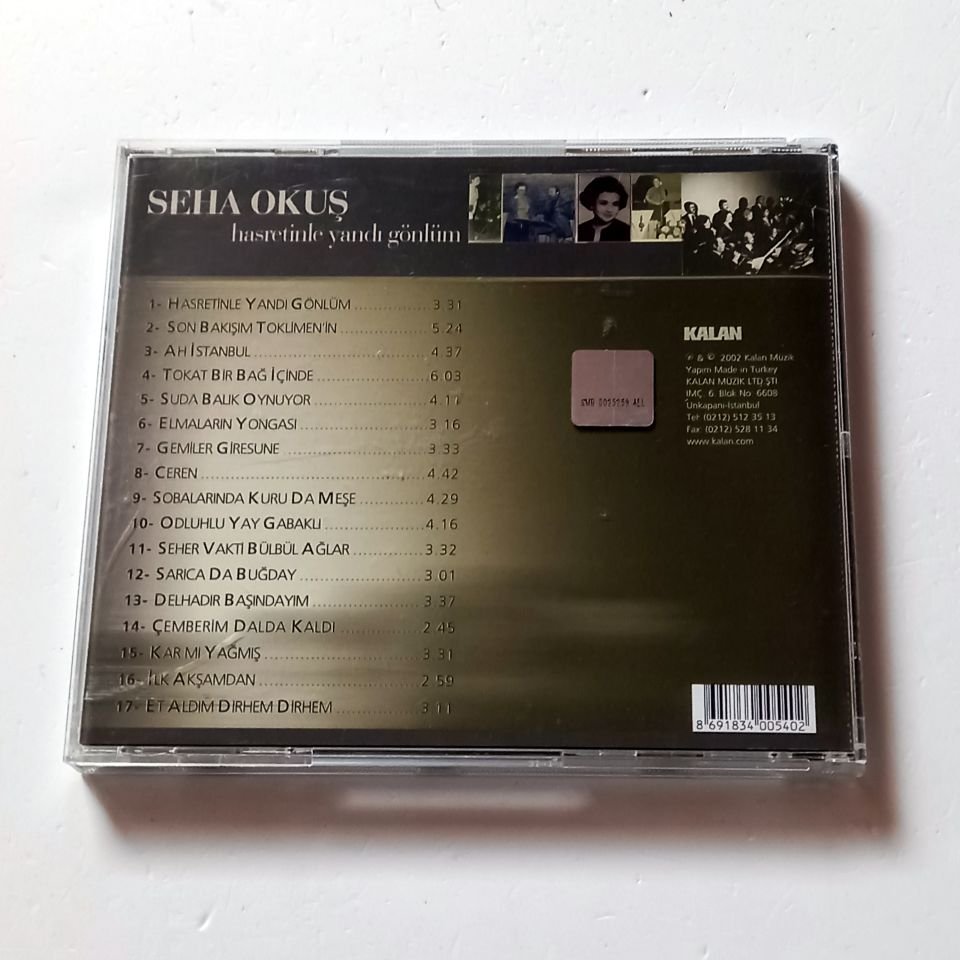 SEHA OKUŞ
hasretinle yandı gönlüm
1- HASRETİNLE YANDI GÖNLÜM 3.31
2- SON BAKIŞIM TOKLIMEN'İN 5.24
3- AH İSTANBUL 4.37
4- TOKAT BİR BAĞ İÇİNDE 6.03
5- SUDA BALIK OYNUYOR 4.11
6- ELMALARIN YONGASI 3.16
7- GEMİLER GİRESUNE 3.33
8- CEREN 4.42
9- SOBALARINDA KURU DA MEŞE 4.29
10- ODLUHLU YAY GABAKLI 4.16
11- SEHER VAKTİ BÜLBÜL AĞLAR 3.32
12- SARICA DA BUĞDAY 3.01
13- DELHADIR BAŞINDAYIM 3.37
14- ÇEMBERİM DALDA KALDI 2.45
15- KAR MI YAĞMIŞ 3.31
16- İLK AKŞAMDAN 2.59
17- ET ALDIM DİRHEM DİRHEM 3.11
KALAN
℗ & © 2002 Kalan Müzik
Yapım Made in Turkey
KALAN MÜZİK LTD.ŞTİ
İMÇ. 6. Blok No: 6608
Unkapanı-İstanbul
Tel: (0212) 512 35 13
Fax: (0212) 528 11 34
www.kalan.com
8 691834 005402